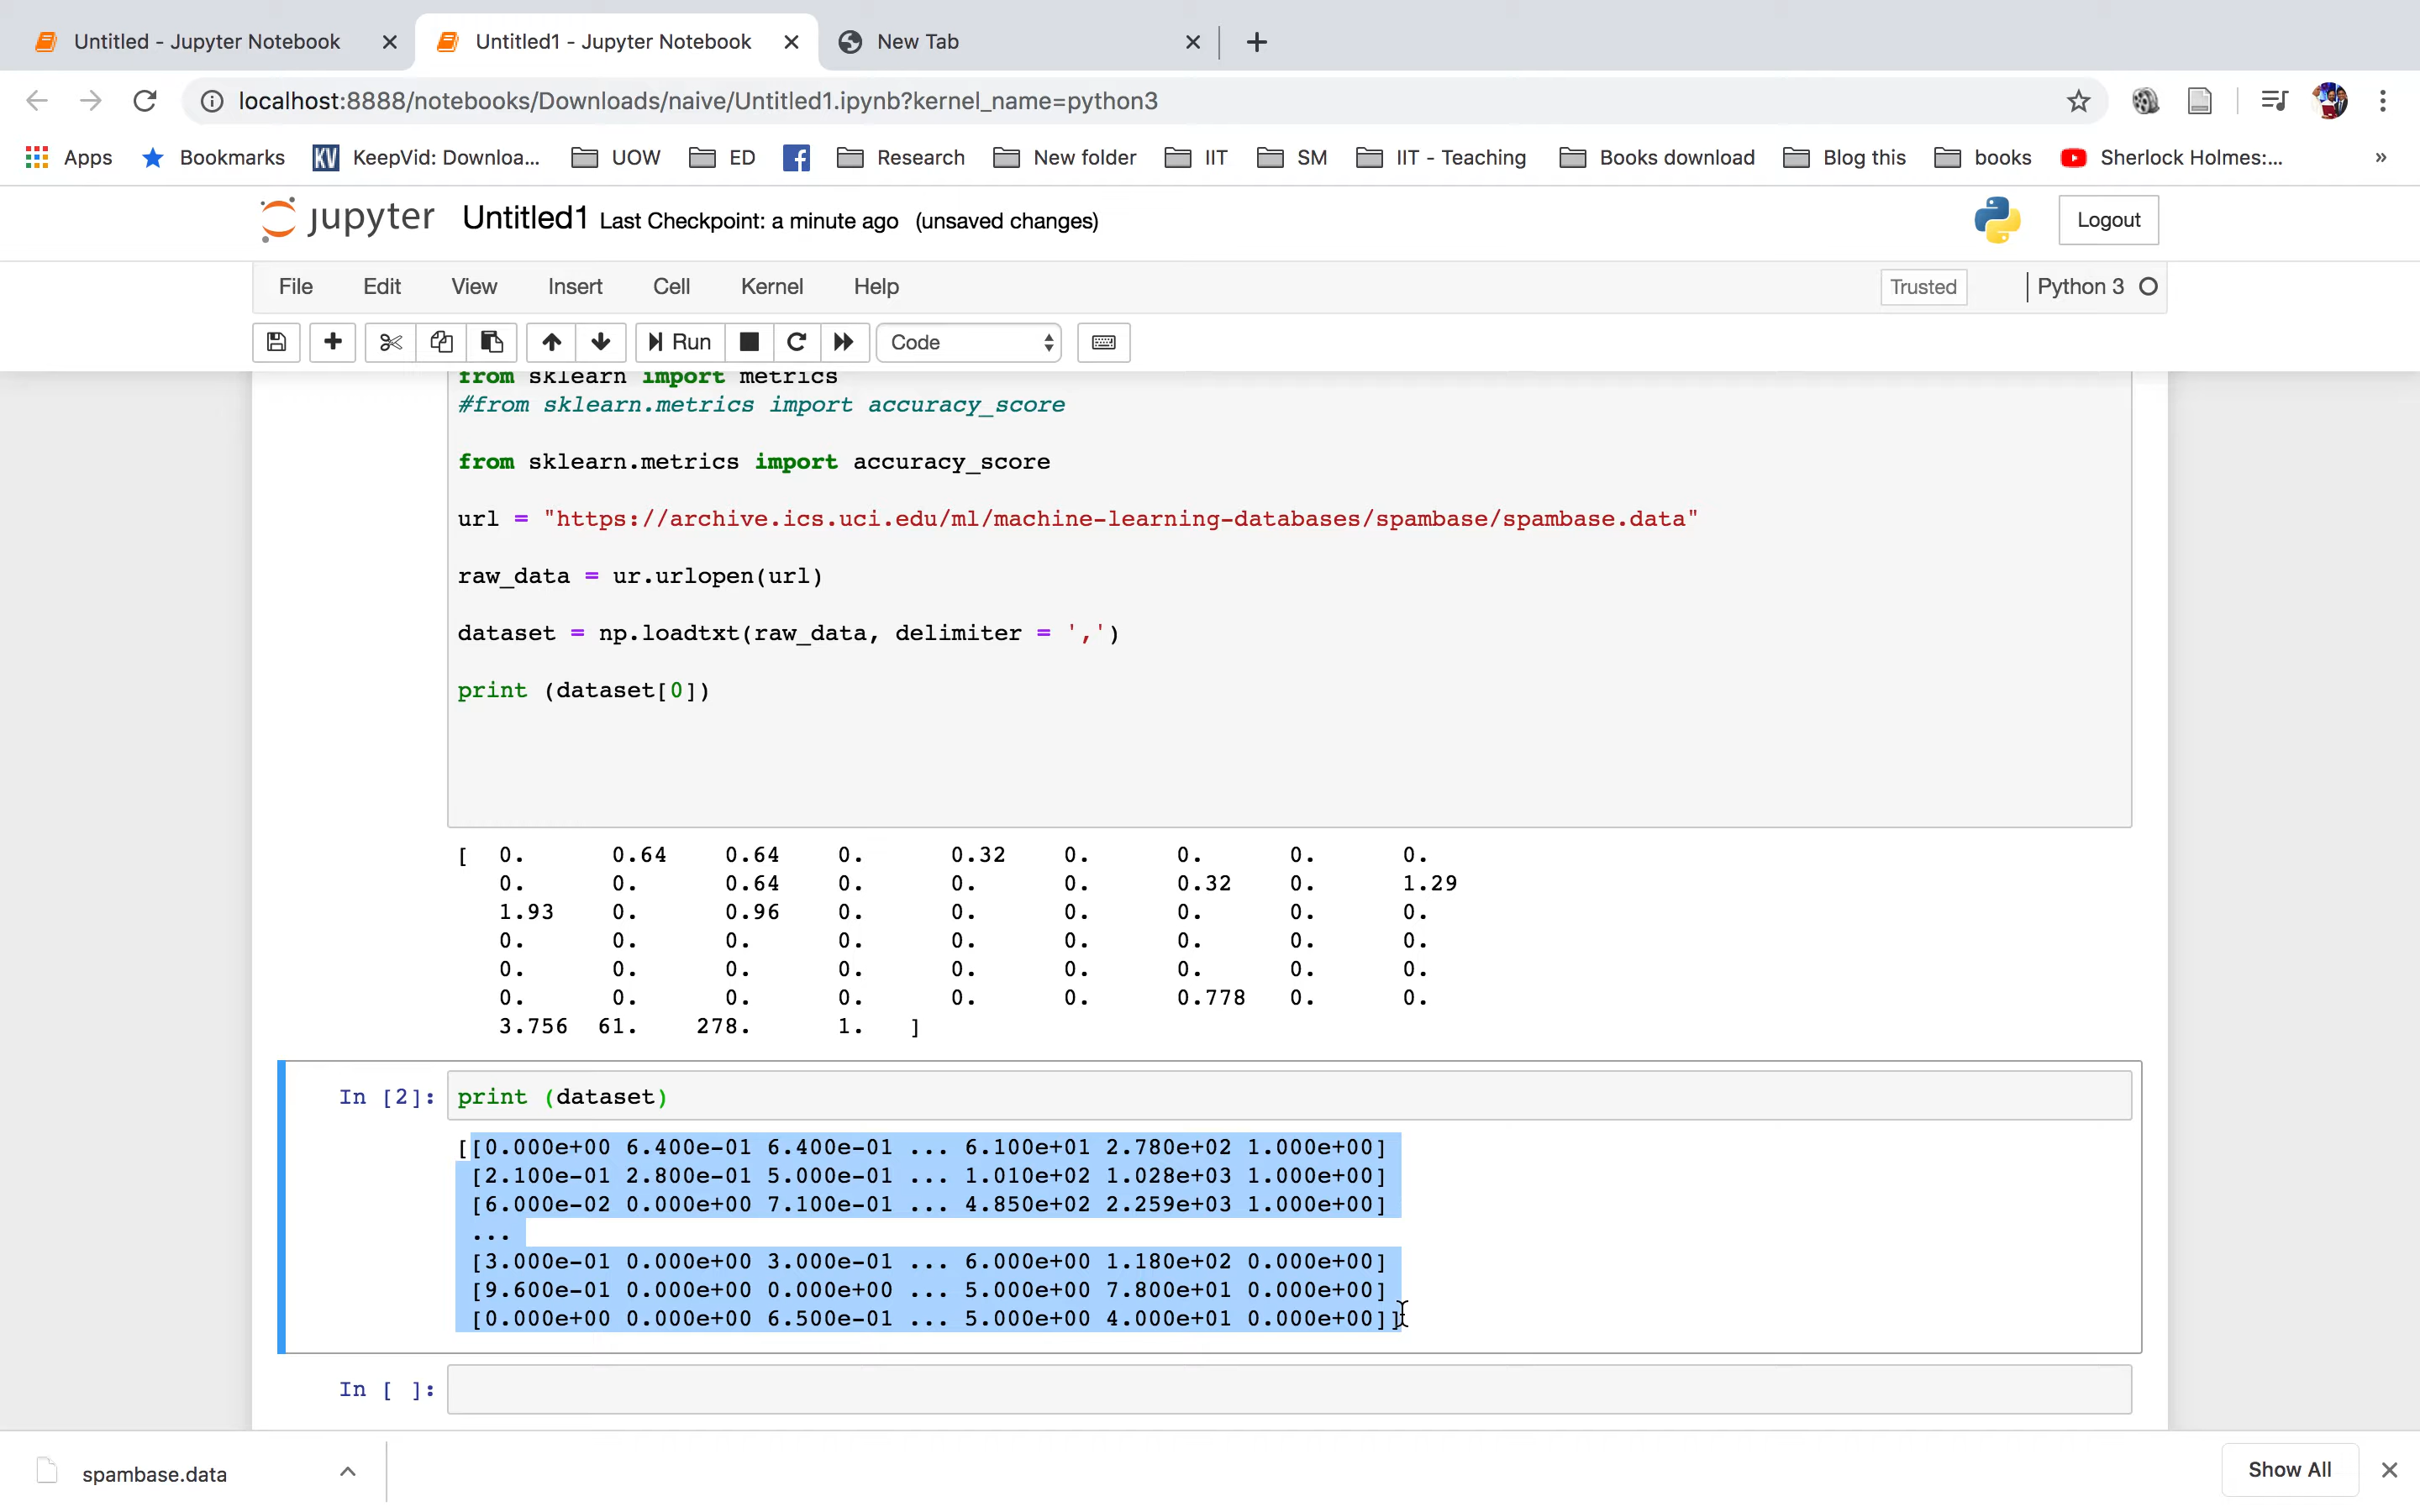 Untitled - Jupyter Notebook
Untitled1 - Jupyter Notebook
New Tab
localhost:8888/notebooks/Downloads/naive/Untitled1.ipynb?kernel_name=python3
Apps Bookmarks KV KeepVid: Downloa... UOW ED f Research New folder IIT SM IIT - Teaching Books download Blog this books Sherlock Holmes:... »
jupyter Untitled1 Last Checkpoint: a minute ago (unsaved changes) Logout
File Edit View Insert Cell Kernel Help Trusted Python 3
Run Code
from sklearn import metrics
#from sklearn.metrics import accuracy_score
from sklearn.metrics import accuracy_score
url = "https://archive.ics.uci.edu/ml/machine-learning-databases/spambase/spambase.data"
raw_data = ur.urlopen(url)
dataset = np.loadtxt(raw_data, delimiter = ',')
print (dataset[0])
[ 0. 0.64 0.64 0. 0.32 0. 0. 0. 0.
0. 0. 0.64 0. 0. 0. 0.32 0. 1.29
1.93 0. 0.96 0. 0. 0. 0. 0. 0.
0. 0. 0. 0. 0. 0. 0. 0. 0.
0. 0. 0. 0. 0. 0. 0. 0. 0.
0. 0. 0. 0. 0. 0. 0.778 0. 0.
3.756 61. 278. 1. ]
In [2]: print (dataset)
[[0.000e+00 6.400e-01 6.400e-01 ... 6.100e+01 2.780e+02 1.000e+00]
[2.100e-01 2.800e-01 5.000e-01 ... 1.010e+02 1.028e+03 1.000e+00]
[6.000e-02 0.000e+00 7.100e-01 ... 4.850e+02 2.259e+03 1.000e+00]
...
[3.000e-01 0.000e+00 3.000e-01 ... 6.000e+00 1.180e+02 0.000e+00]
[9.600e-01 0.000e+00 0.000e+00 ... 5.000e+00 7.800e+01 0.000e+00]
[0.000e+00 0.000e+00 6.500e-01 ... 5.000e+00 4.000e+01 0.000e+00]]
In [ ]:
spambase.data
Show All